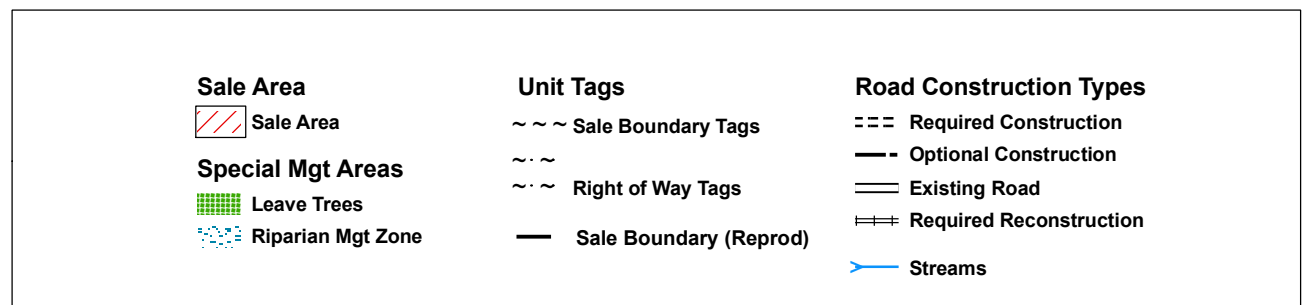 Sale Area
Sale Area
Special Mgt Areas
Leave Trees
Riparian Mgt Zone
Unit Tags
Sale Boundary Tags
Right of Way Tags
Sale Boundary (Reprod)
Road Construction Types
Required Construction
Optional Construction
Existing Road
Required Reconstruction
Streams